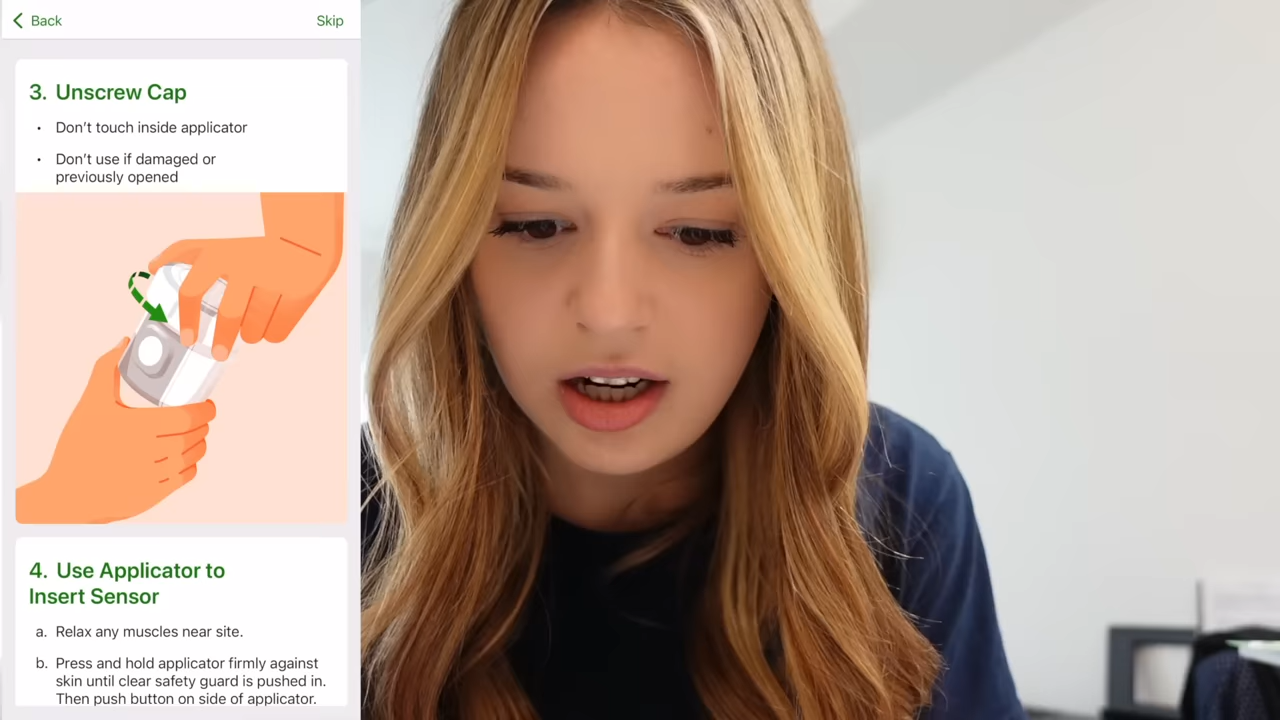 Back
Skip
3. Unscrew Cap
• Don’t touch inside applicator
• Don’t use if damaged or
previously opened
4. Use Applicator to
Insert Sensor
a. Relax any muscles near site.
b. Press and hold applicator firmly against
skin until clear safety guard is pushed in.
Then push button on side of applicator.